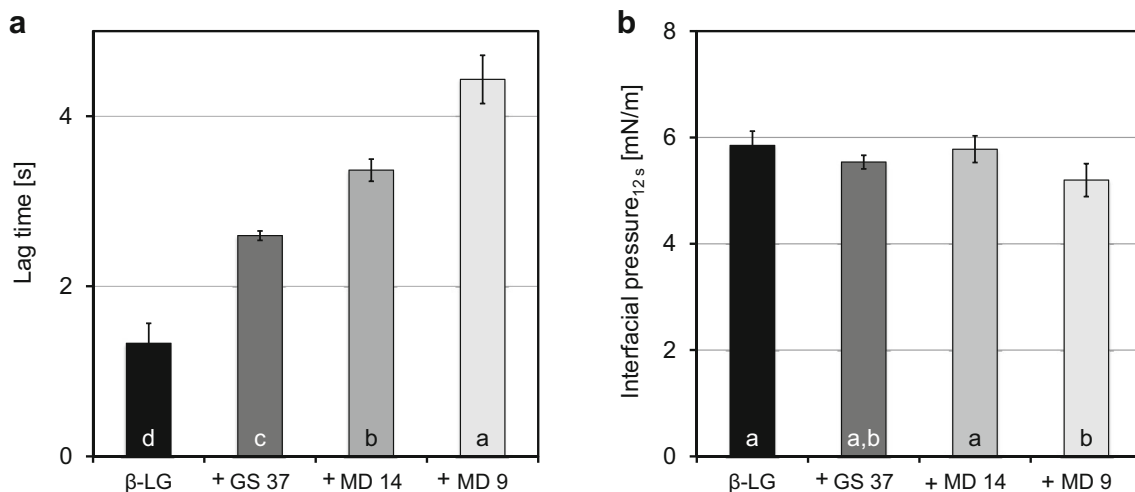 a
Lag time [s]
4
2
0
d
c
b
a
β-LG
+ GS 37
+ MD 14
+ MD 9
b
Interfacial pressure12 s [mN/m]
8
6
4
2
0
a
a,b
a
b
β-LG
+ GS 37
+ MD 14
+ MD 9